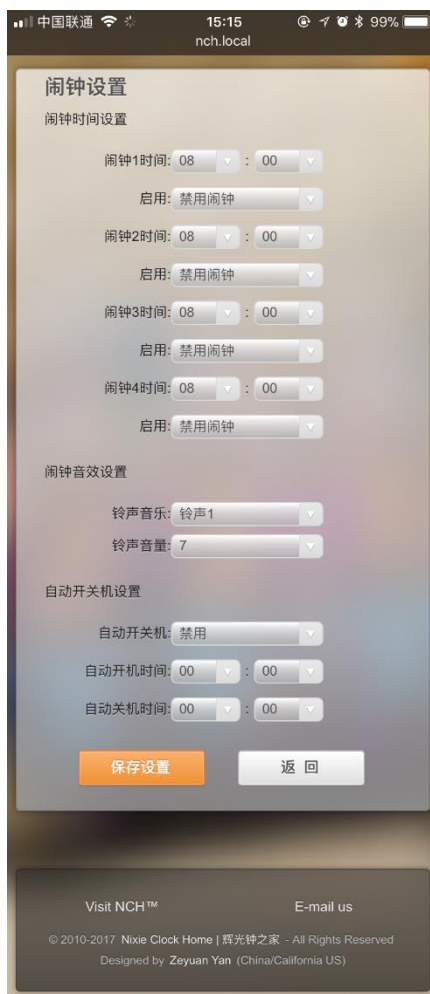 中国联通 15:15 99%
nch.local
闹钟设置
闹钟时间设置
闹钟1时间: 08 : 00
启用: 禁用闹钟
闹钟2时间: 08 : 00
启用: 禁用闹钟
闹钟3时间: 08 : 00
启用: 禁用闹钟
闹钟4时间: 08 : 00
启用: 禁用闹钟
闹钟音效设置
铃声音乐: 铃声1
铃声音量: 7
自动开关机设置
自动开关机: 禁用
自动开机时间: 00 : 00
自动关机时间: 00 : 00
保存设置 返 回
Visit NCH™ E-mail us
© 2010-2017 Nixie Clock Home | 辉光钟之家 - All Rights Reserved
Designed by Zeyuan Yan (China/California US)